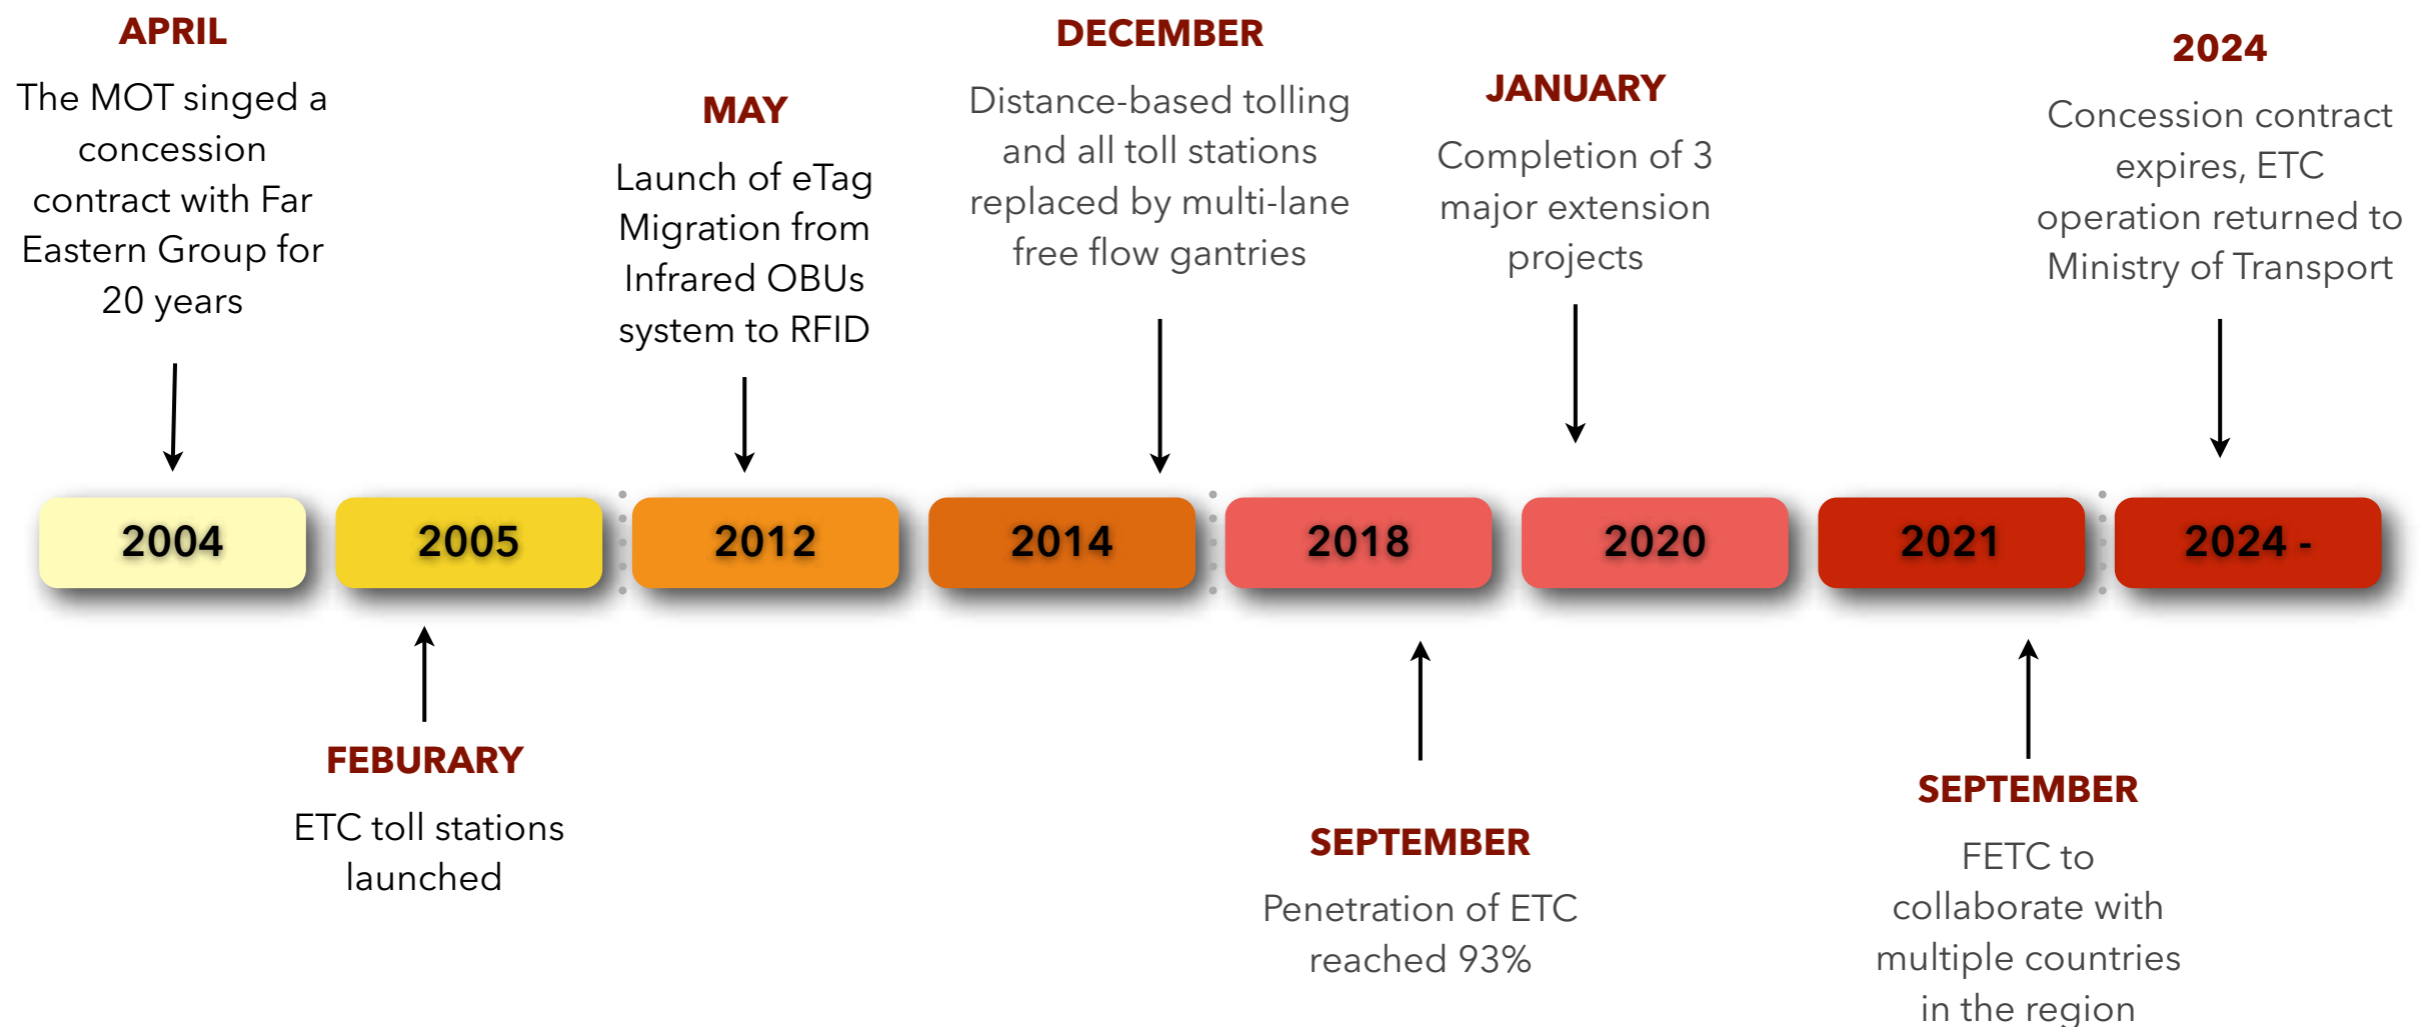 APRIL
The MOT singed a
concession
contract with Far
Eastern Group for
20 years
MAY
Launch of eTag
Migration from
Infrared OBUs
system to RFID
DECEMBER
Distance-based tolling
and all toll stations
replaced by multi-lane
free flow gantries
JANUARY
Completion of 3
major extension
projects
2024
Concession contract
expires, ETC
operation returned to
Ministry of Transport
2004
2005
2012
2014
2018
2020
2021
2024 -
FEBURARY
ETC toll stations
launched
SEPTEMBER
Penetration of ETC
reached 93%
SEPTEMBER
FETC to
collaborate with
multiple countries
in the region